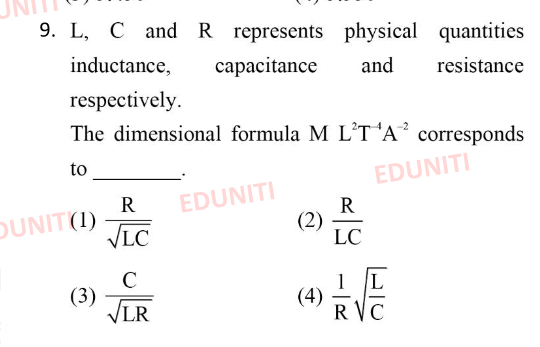 9. L, C and R represents physical quantities
inductance, capacitance and resistance
respectively.
The dimensional formula M L²T⁻⁴A⁻² corresponds
to ________.
EDUNITI
EDUNITI
(1) R/√LC
(2) R/LC
(3) C/√LR
(4) 1/R √L/C